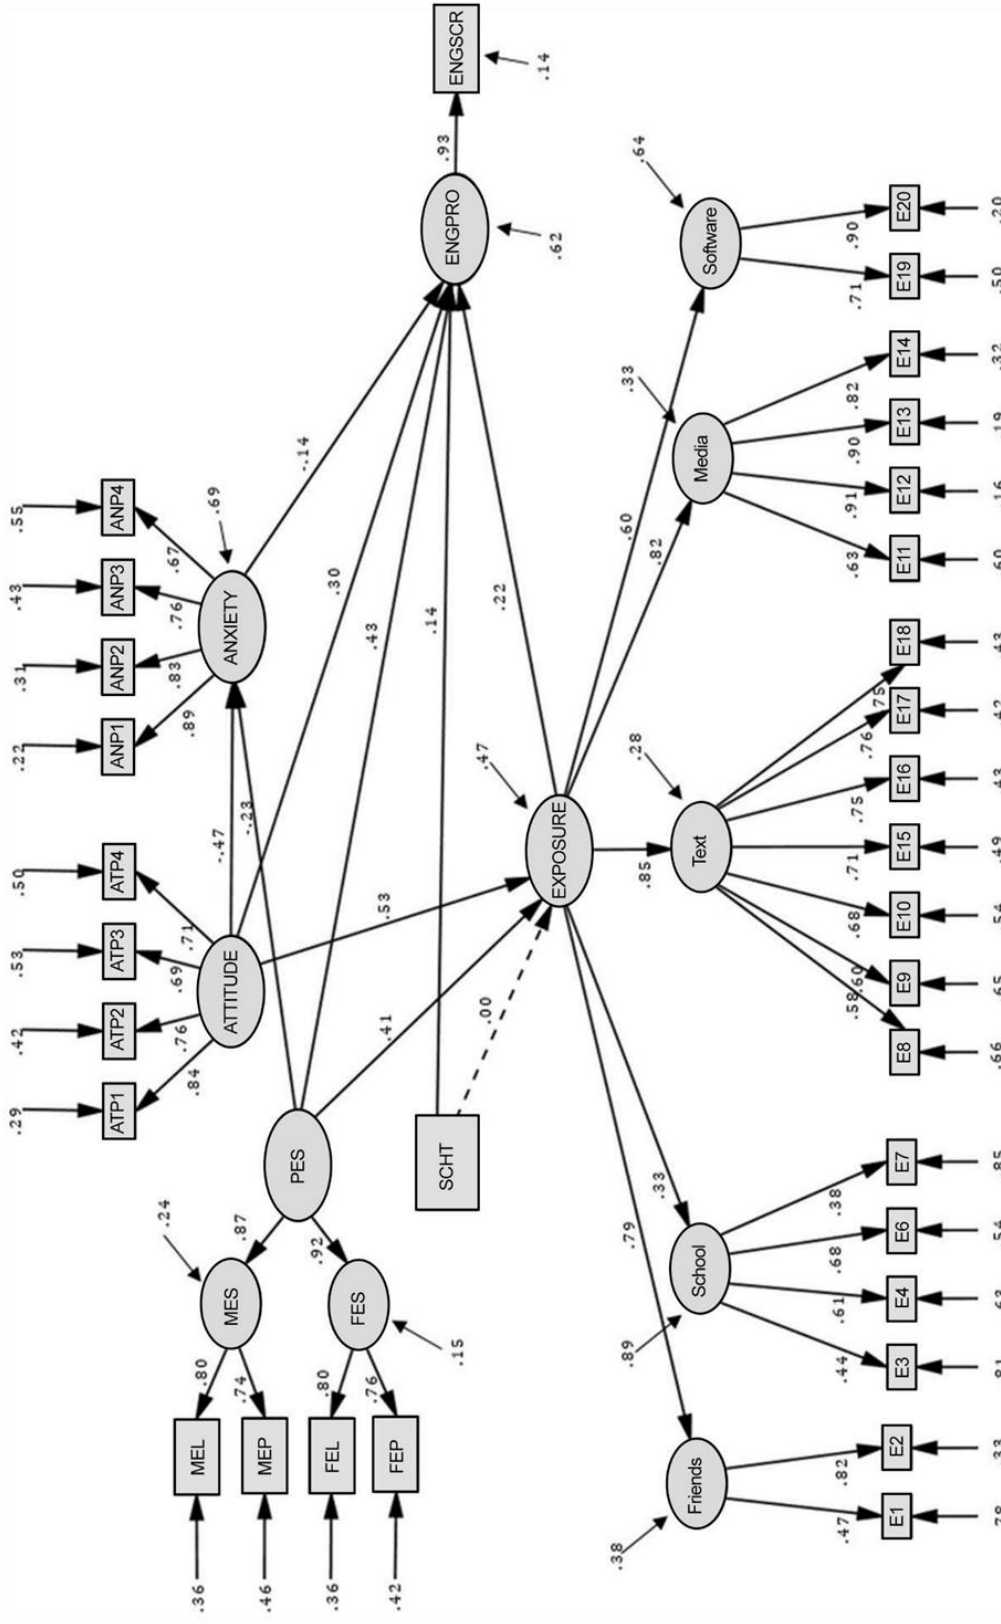 .29
.42
.53
.50
.22
.31
.43
.55
ATP1
ATP2
ATP3
ATP4
ANP1
ANP2
ANP3
ANP4
.84
.76
.69
.71
.89
.83
.76
.67
.24
.69
.36
MEL
.80
MES
.87
ATTITUDE
-.47
-.23
ANXIETY
.46
MEP
.74
PES
-.14
.36
FEL
.80
FES
.92
.30
.42
FEP
.76
.15
.53
.41
.43
SCHT
.14
ENGPRO
.93
ENGSCR
.00
.47
.22
.62
.14
EXPOSURE
.38
.89
.79
.33
.85
.28
.82
.60
.33
.64
Friends
School
Text
Media
Software
.47
.82
.44
.61
.68
.38
.58
.60
.68
.71
.75
.76
.75
.63
.91
.90
.82
.71
.90
E1
E2
E3
E4
E6
E7
E8
E9
E10
E15
E16
E17
E18
E11
E12
E13
E14
E19
E20
.78
.33
.81
.63
.54
.85
.66
.65
.54
.49
.43
.42
.43
.60
.16
.19
.32
.50
.20